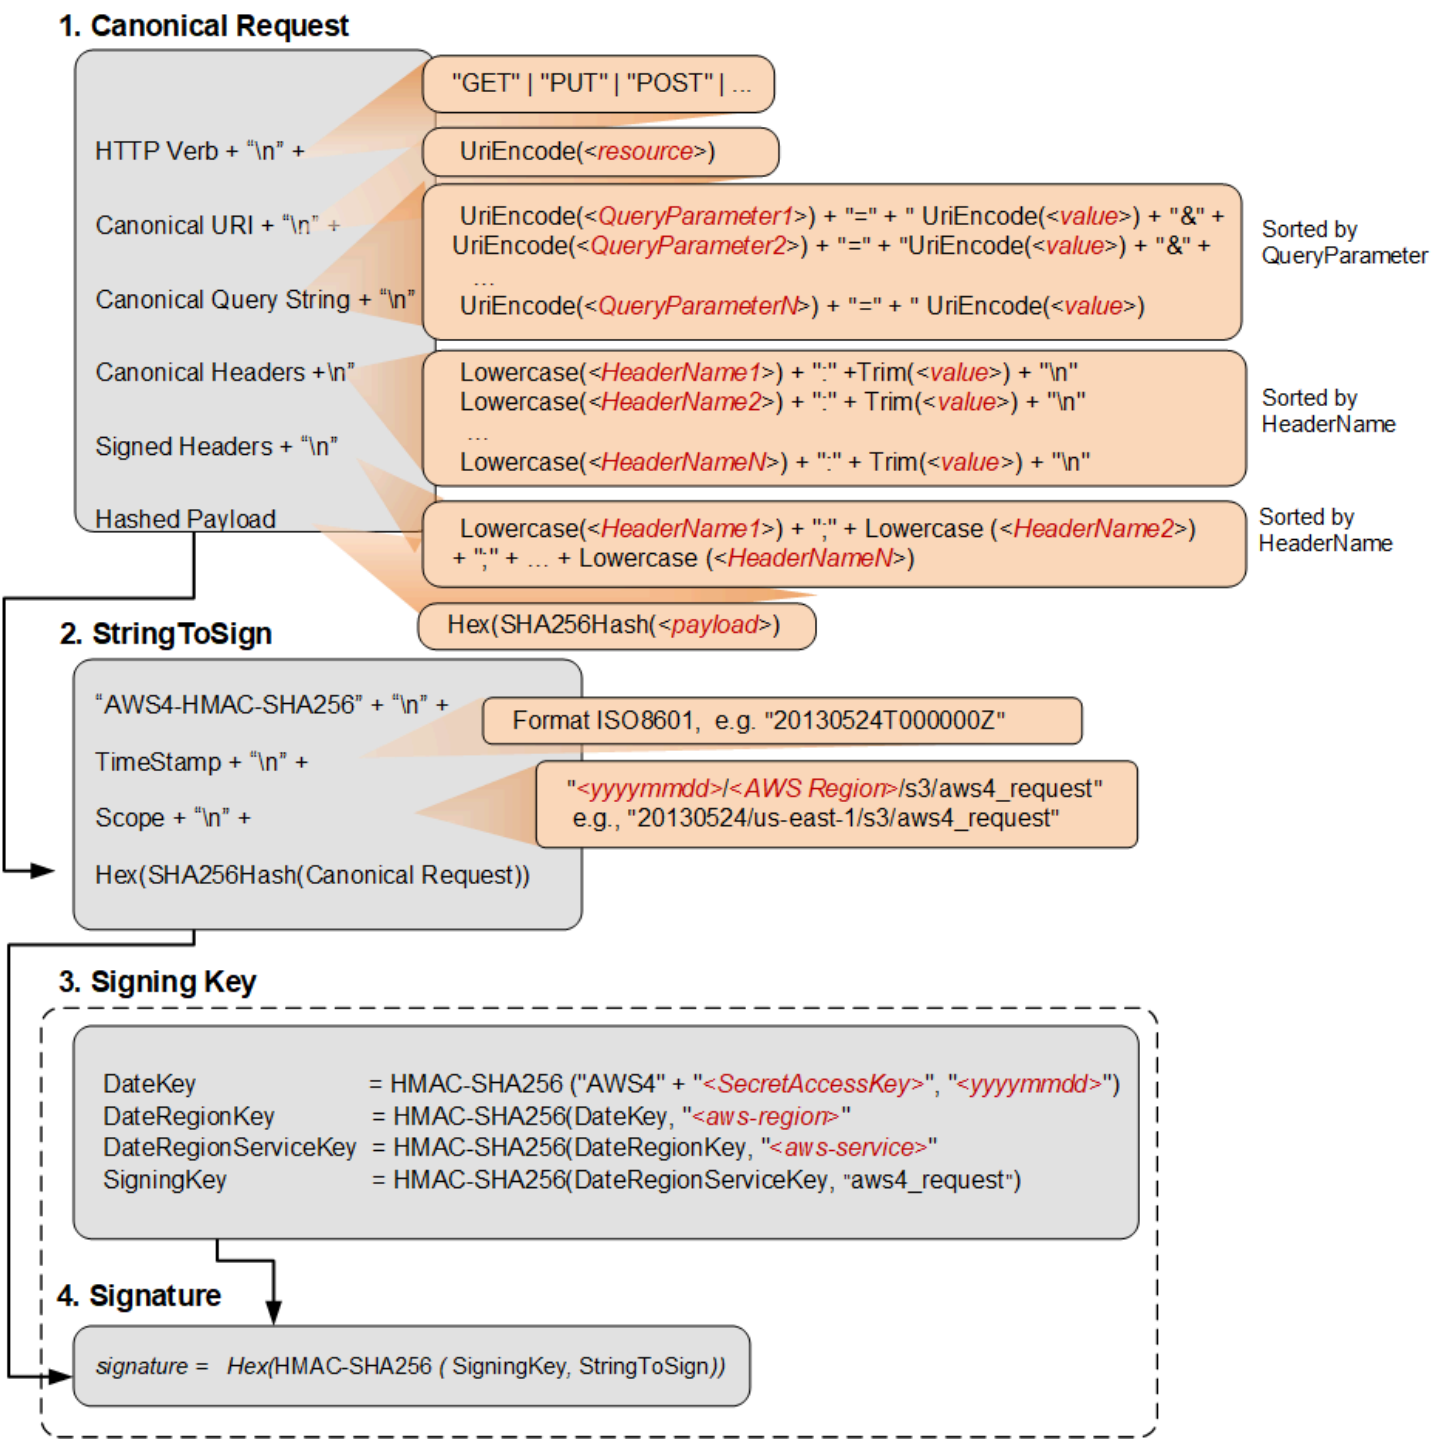 1. Canonical Request
"GET" | "PUT" | "POST" | ...
HTTP Verb + “\n” +
UriEncode(<resource>)
Canonical URI + “\n” +
UriEncode(<QueryParameter1>) + "=" + " UriEncode(<value>) + "&" +
UriEncode(<QueryParameter2>) + "=" + "UriEncode(<value>) + "&" +
...
UriEncode(<QueryParameterN>) + "=" + " UriEncode(<value>)
Sorted by
QueryParameter
Canonical Query String + “\n”
Canonical Headers +\n”
Lowercase(<HeaderName1>) + ":" +Trim(<value>) + "\n"
Lowercase(<HeaderName2>) + ":" + Trim(<value>) + "\n"
...
Lowercase(<HeaderNameN>) + ":" + Trim(<value>) + "\n"
Sorted by
HeaderName
Signed Headers + “\n”
Hashed Payload
Lowercase(<HeaderName1>) + ";" + Lowercase (<HeaderName2>)
+ ";" + ... + Lowercase (<HeaderNameN>)
Sorted by
HeaderName
Hex(SHA256Hash(<payload>)
2. StringToSign
“AWS4-HMAC-SHA256” + “\n” +
Format ISO8601, e.g. "20130524T000000Z"
TimeStamp + “\n” +
"<yyyymmdd>/<AWS Region>/s3/aws4_request"
e.g., "20130524/us-east-1/s3/aws4_request"
Scope + “\n” +
Hex(SHA256Hash(Canonical Request))
3. Signing Key
DateKey = HMAC-SHA256 ("AWS4" + "<SecretAccessKey>", "<yyyymmdd>")
DateRegionKey = HMAC-SHA256(DateKey, "<aws-region>"
DateRegionServiceKey = HMAC-SHA256(DateRegionKey, "<aws-service>"
SigningKey = HMAC-SHA256(DateRegionServiceKey, "aws4_request")
4. Signature
signature = Hex(HMAC-SHA256 ( SigningKey, StringToSign))